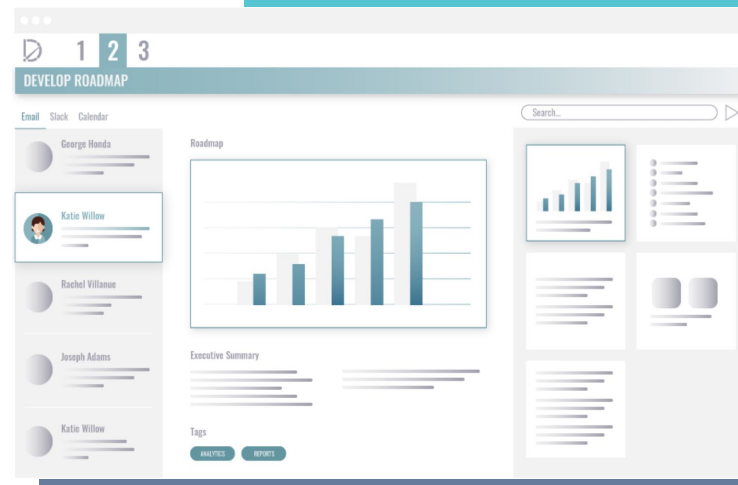 1 2 3
DEVELOP ROADMAP
Email Slack Calendar
George Honda
Katie Willow
Rachel Villanue
Joseph Adams
Katie Willow
Roadmap
Executive Summary
Tags
ANALYTICS REPORTS
Search...